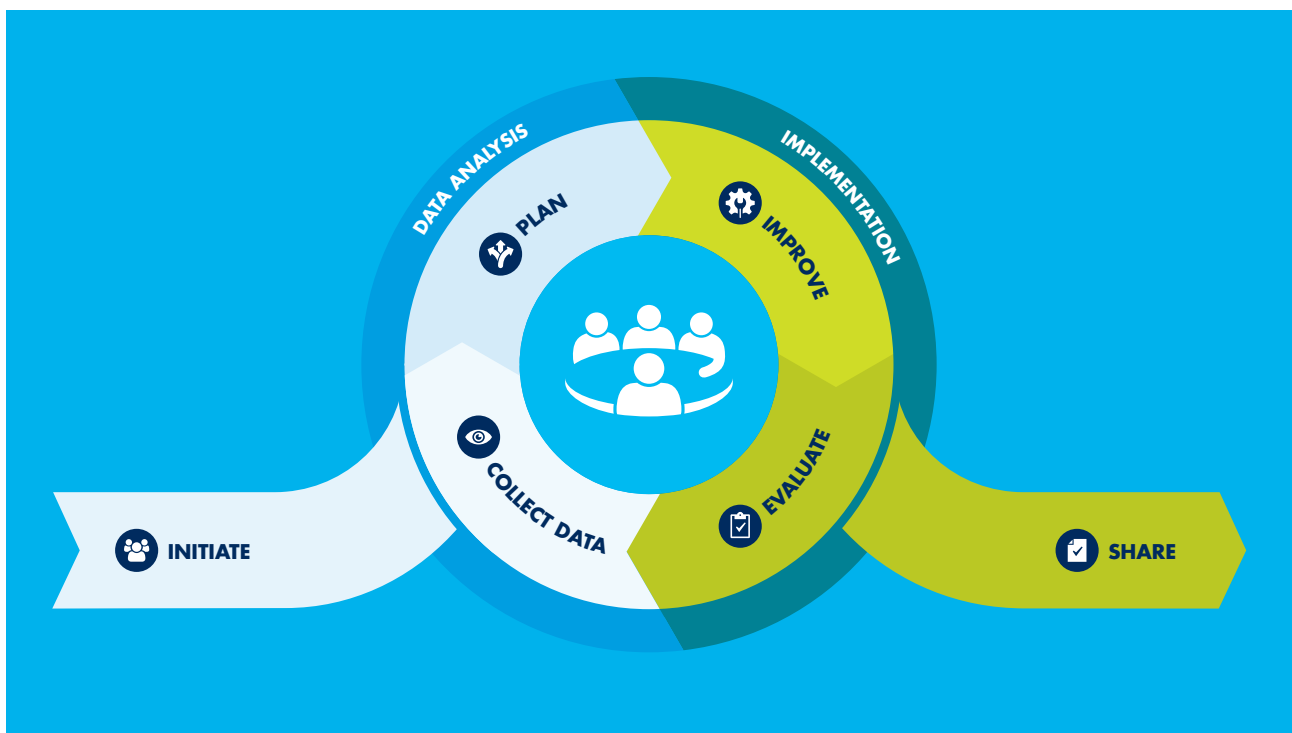 DATA ANALYSIS
IMPLEMENTATION
PLAN
IMPROVE
COLLECT DATA
EVALUATE
INITIATE
SHARE